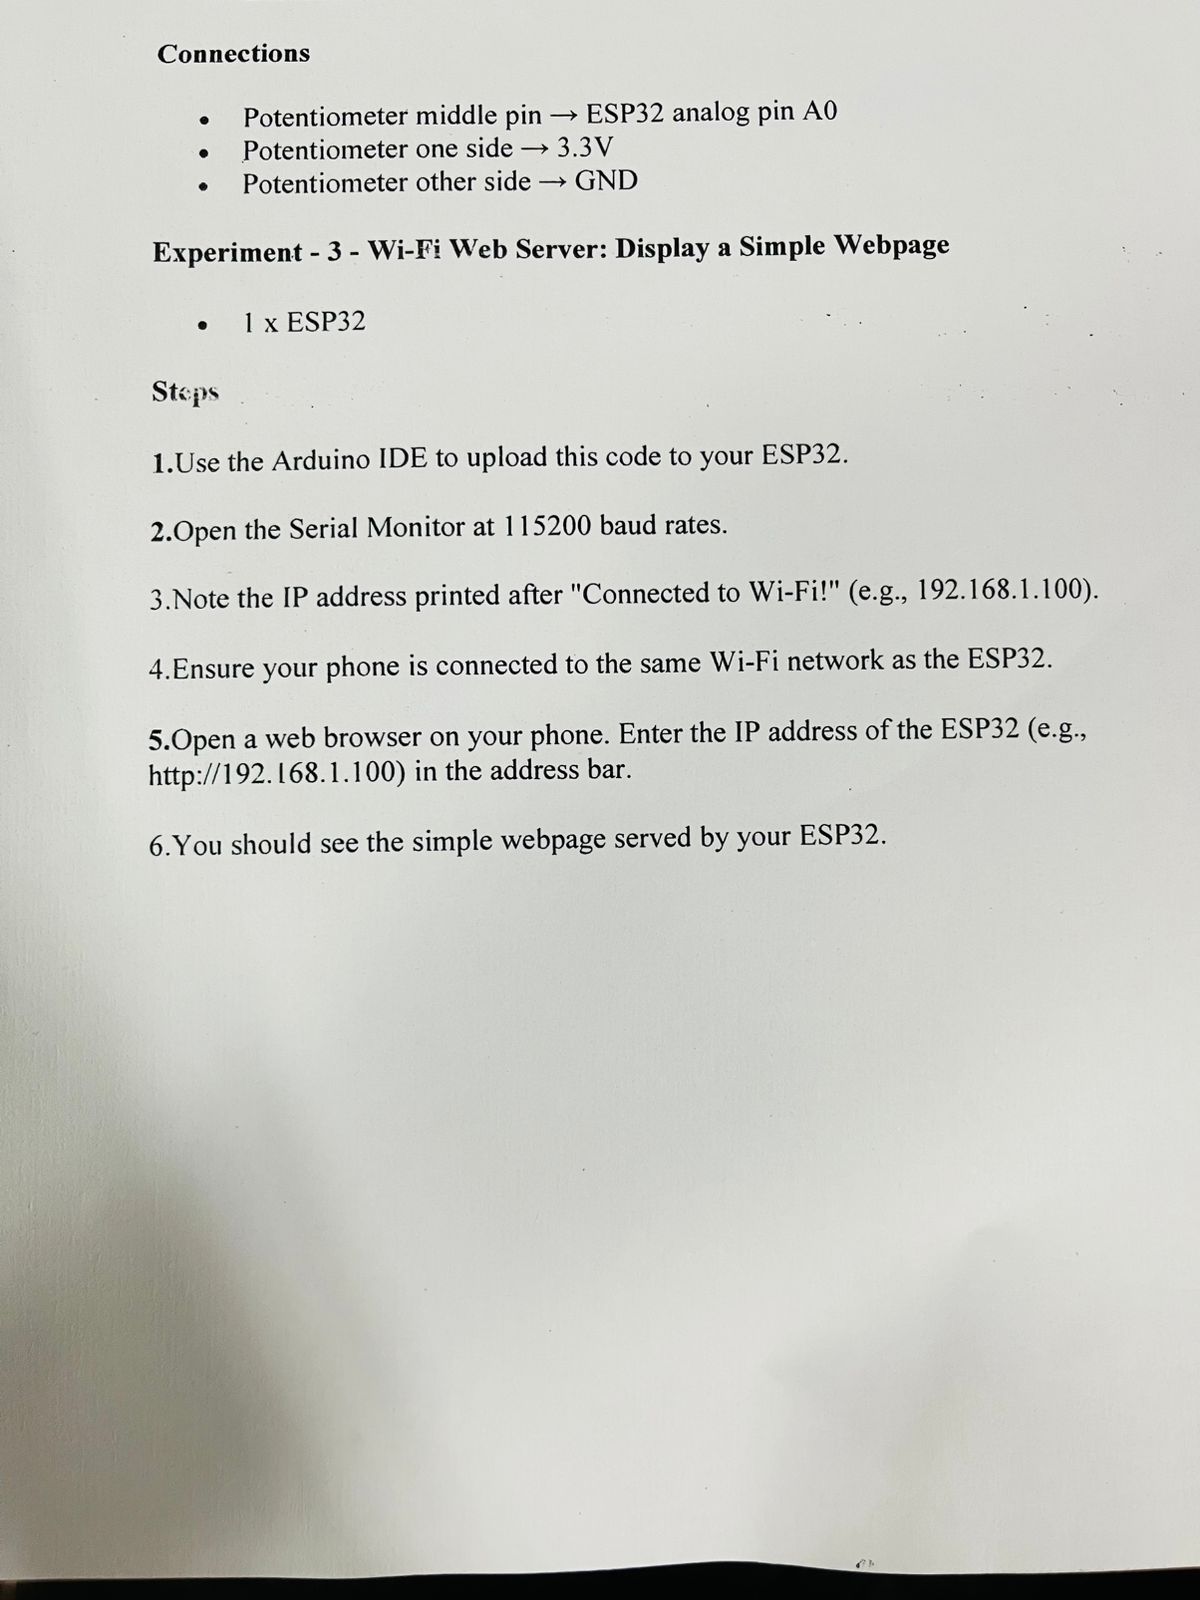 Connections
• Potentiometer middle pin → ESP32 analog pin A0
• Potentiometer one side → 3.3V
• Potentiometer other side → GND
Experiment - 3 - Wi-Fi Web Server: Display a Simple Webpage
• 1 x ESP32
Steps
1.Use the Arduino IDE to upload this code to your ESP32.
2.Open the Serial Monitor at 115200 baud rates.
3.Note the IP address printed after "Connected to Wi-Fi!" (e.g., 192.168.1.100).
4.Ensure your phone is connected to the same Wi-Fi network as the ESP32.
5.Open a web browser on your phone. Enter the IP address of the ESP32 (e.g.,
http://192.168.1.100) in the address bar.
6.You should see the simple webpage served by your ESP32.